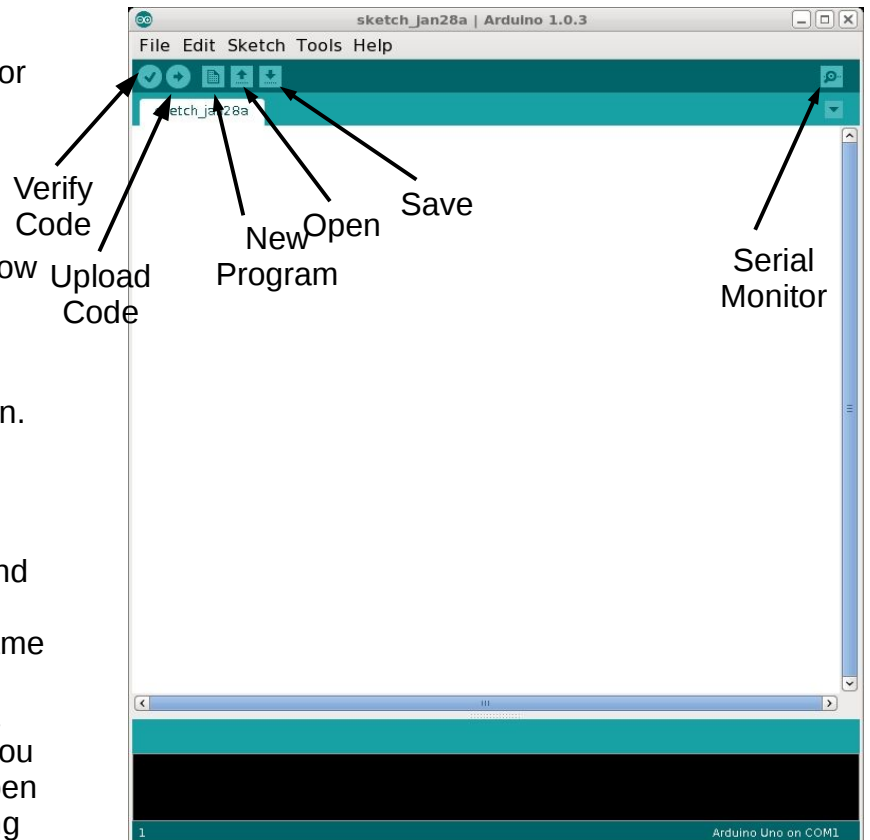 sketch_jan28a | Arduino 1.0.3
File Edit Sketch Tools Help
or
etch_jan28a
Verify
Code
Upload
Code
New
Program
Open
Save
Serial
Monitor
ow
n.
nd
me
ou
en
g
1
Arduino Uno on COM1